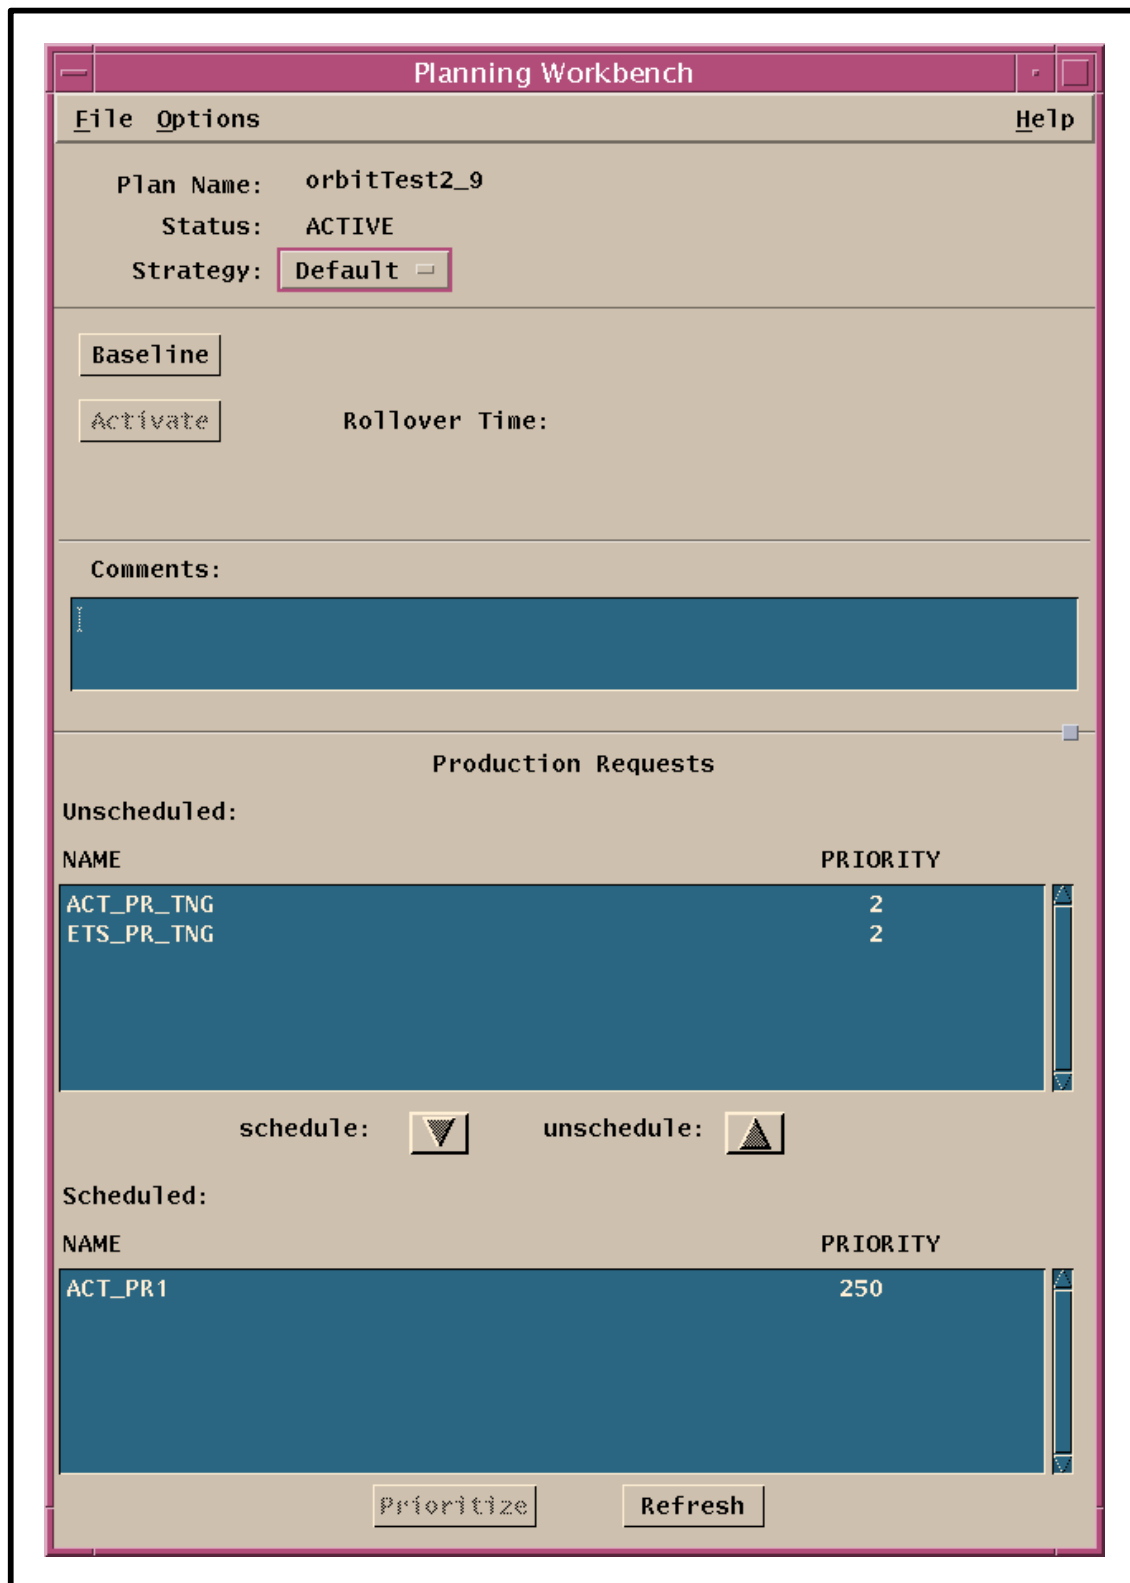 Planning Workbench
File Options Help
Plan Name: orbitTest2_9
Status: ACTIVE
Strategy: Default
Baseline
Activate Rollover Time:
Comments:
Production Requests
Unscheduled:
NAME PRIORITY
ACT_PR_TNG 2
ETS_PR_TNG 2
schedule: unschedule:
Scheduled:
NAME PRIORITY
ACT_PR1 250
Prioritize Refresh